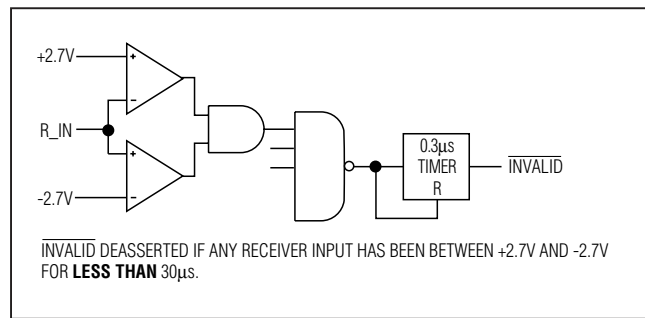 +2.7V
+
-
R_IN
+
-
-2.7V
0.3μs
TIMER
R
INVALID
INVALID DEASSERTED IF ANY RECEIVER INPUT HAS BEEN BETWEEN +2.7V AND -2.7V
FOR LESS THAN 30μs.